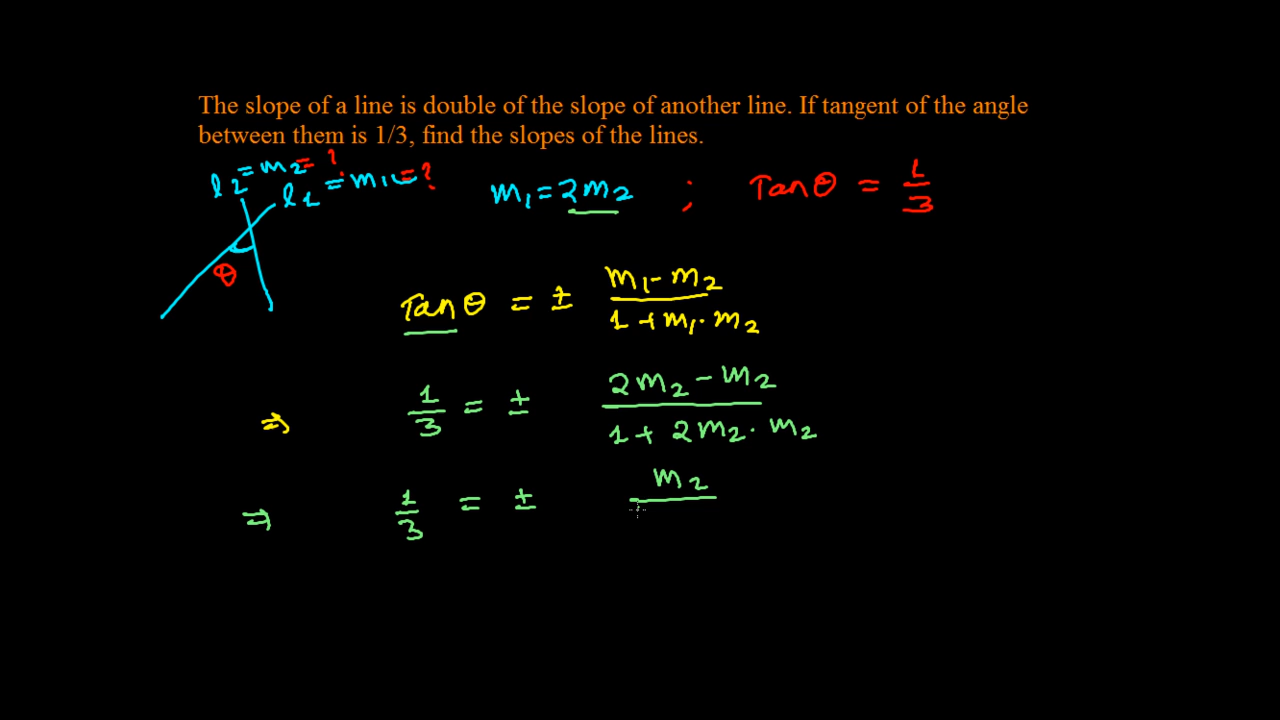 The slope of a line is double of the slope of another line. If tangent of the angle
between them is 1/3, find the slopes of the lines.
l2 = m2 = ?
l1 = m1 = ?
m1 = 2m2 ; Tanθ = 1/3
θ
Tanθ = ± (m1 - m2)/(1 + m1 · m2)
⇒ 1/3 = ± (2m2 - m2)/(1 + 2m2 · m2)
⇒ 1/3 = ± m2